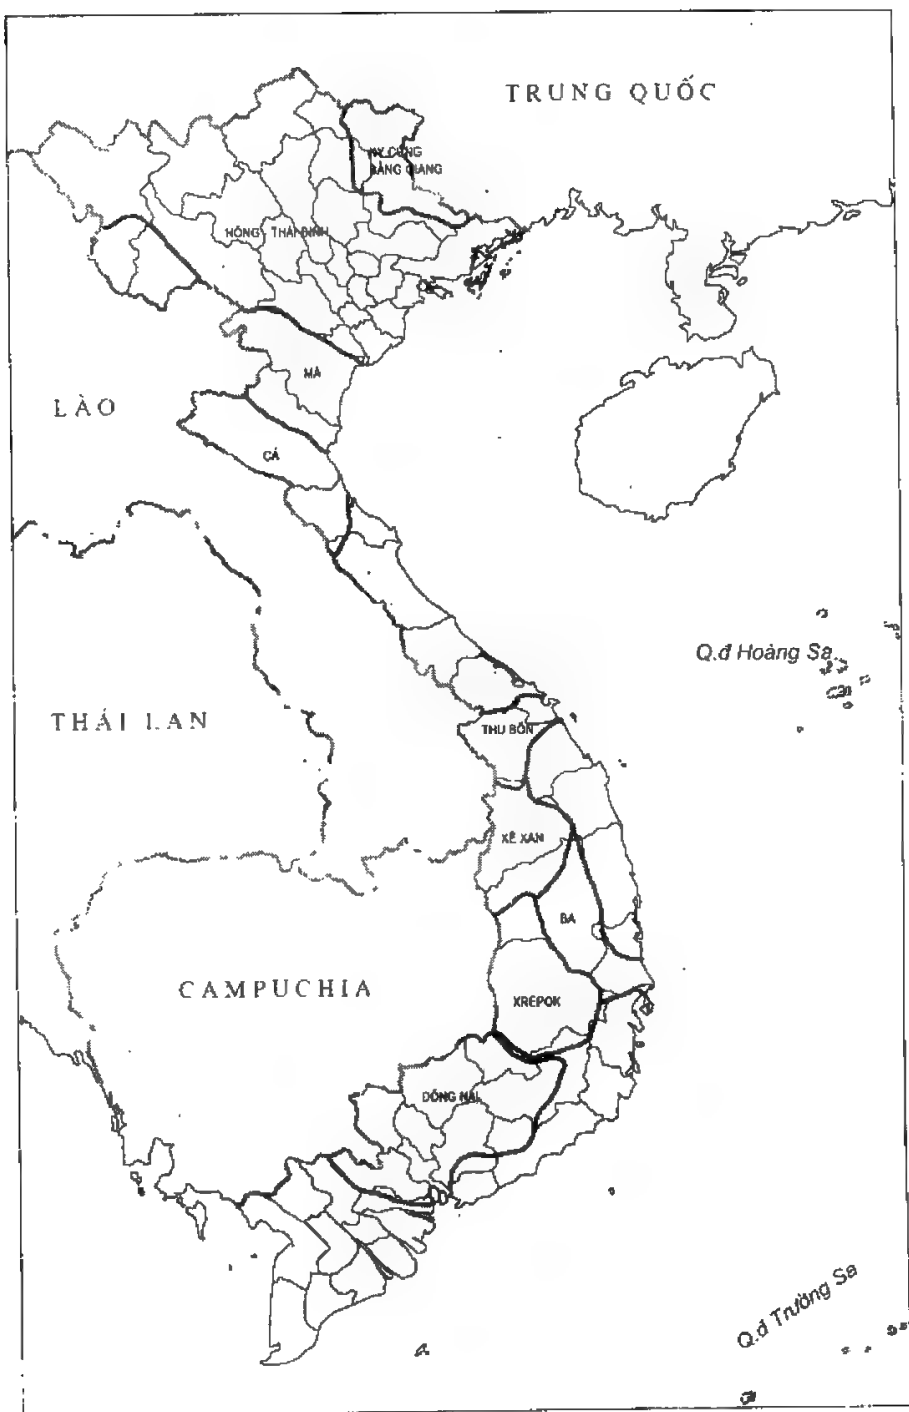 TRUNG QUỐC
KỲ CÙNG
BẰNG GIANG
HỒNG THÁI BÌNH
MÃ
LÀO
CẢ
Q.đ Hoàng Sa
THÁI LAN
THU BỒN
XÊ XAN
BA
CAMPUCHIA
XRÊPOK
ĐỒNG NAI
Q.đ Trường Sa